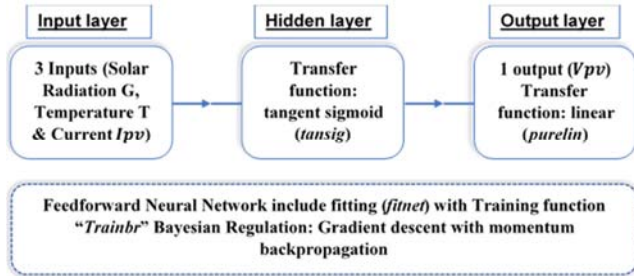 Input layer
Hidden layer
Output layer
3 Inputs (Solar
Radiation G,
Temperature T
& Current Ipv)
Transfer
function:
tangent sigmoid
(tansig)
1 output (Vpv)
Transfer
function: linear
(purelin)
Feedforward Neural Network include fitting (fitnet) with Training function
“Trainbr” Bayesian Regulation: Gradient descent with momentum
backpropagation